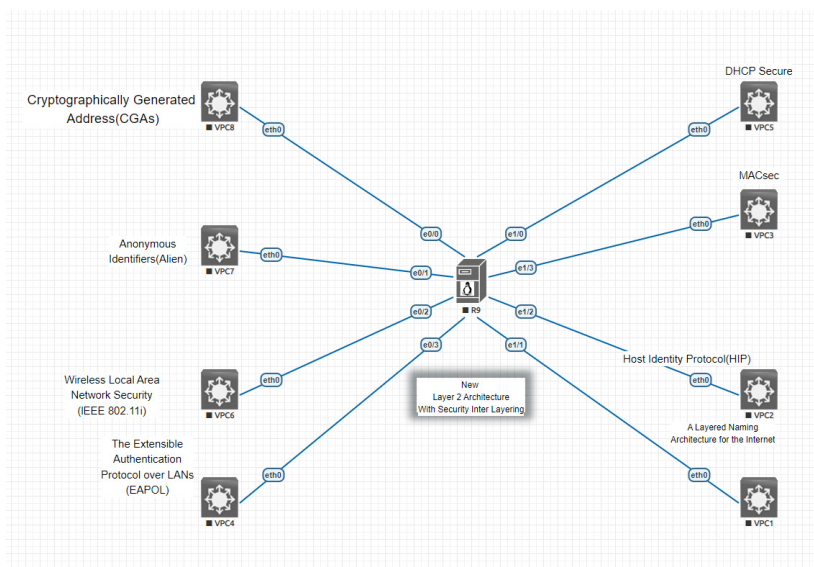 DHCP Secure
Cryptographically Generated
Address(CGAs)
eth0
VPC8
eth0
VPC5
MACsec
eth0
VPC3
Anonymous
Identifiers(Alien)
eth0
VPC7
e0/0
e1/0
e0/1
e1/3
e0/2
R9
e1/2
e0/3
e1/1
Host Identity Protocol(HIP)
Wireless Local Area
Network Security
(IEEE 802.11i)
eth0
VPC6
New
Layer 2 Architecture
With Security Inter Layering
eth0
VPC2
A Layered Naming
Architecture for the Internet
The Extensible
Authentication
Protocol over LANs
(EAPOL)
eth0
VPC4
eth0
VPC1